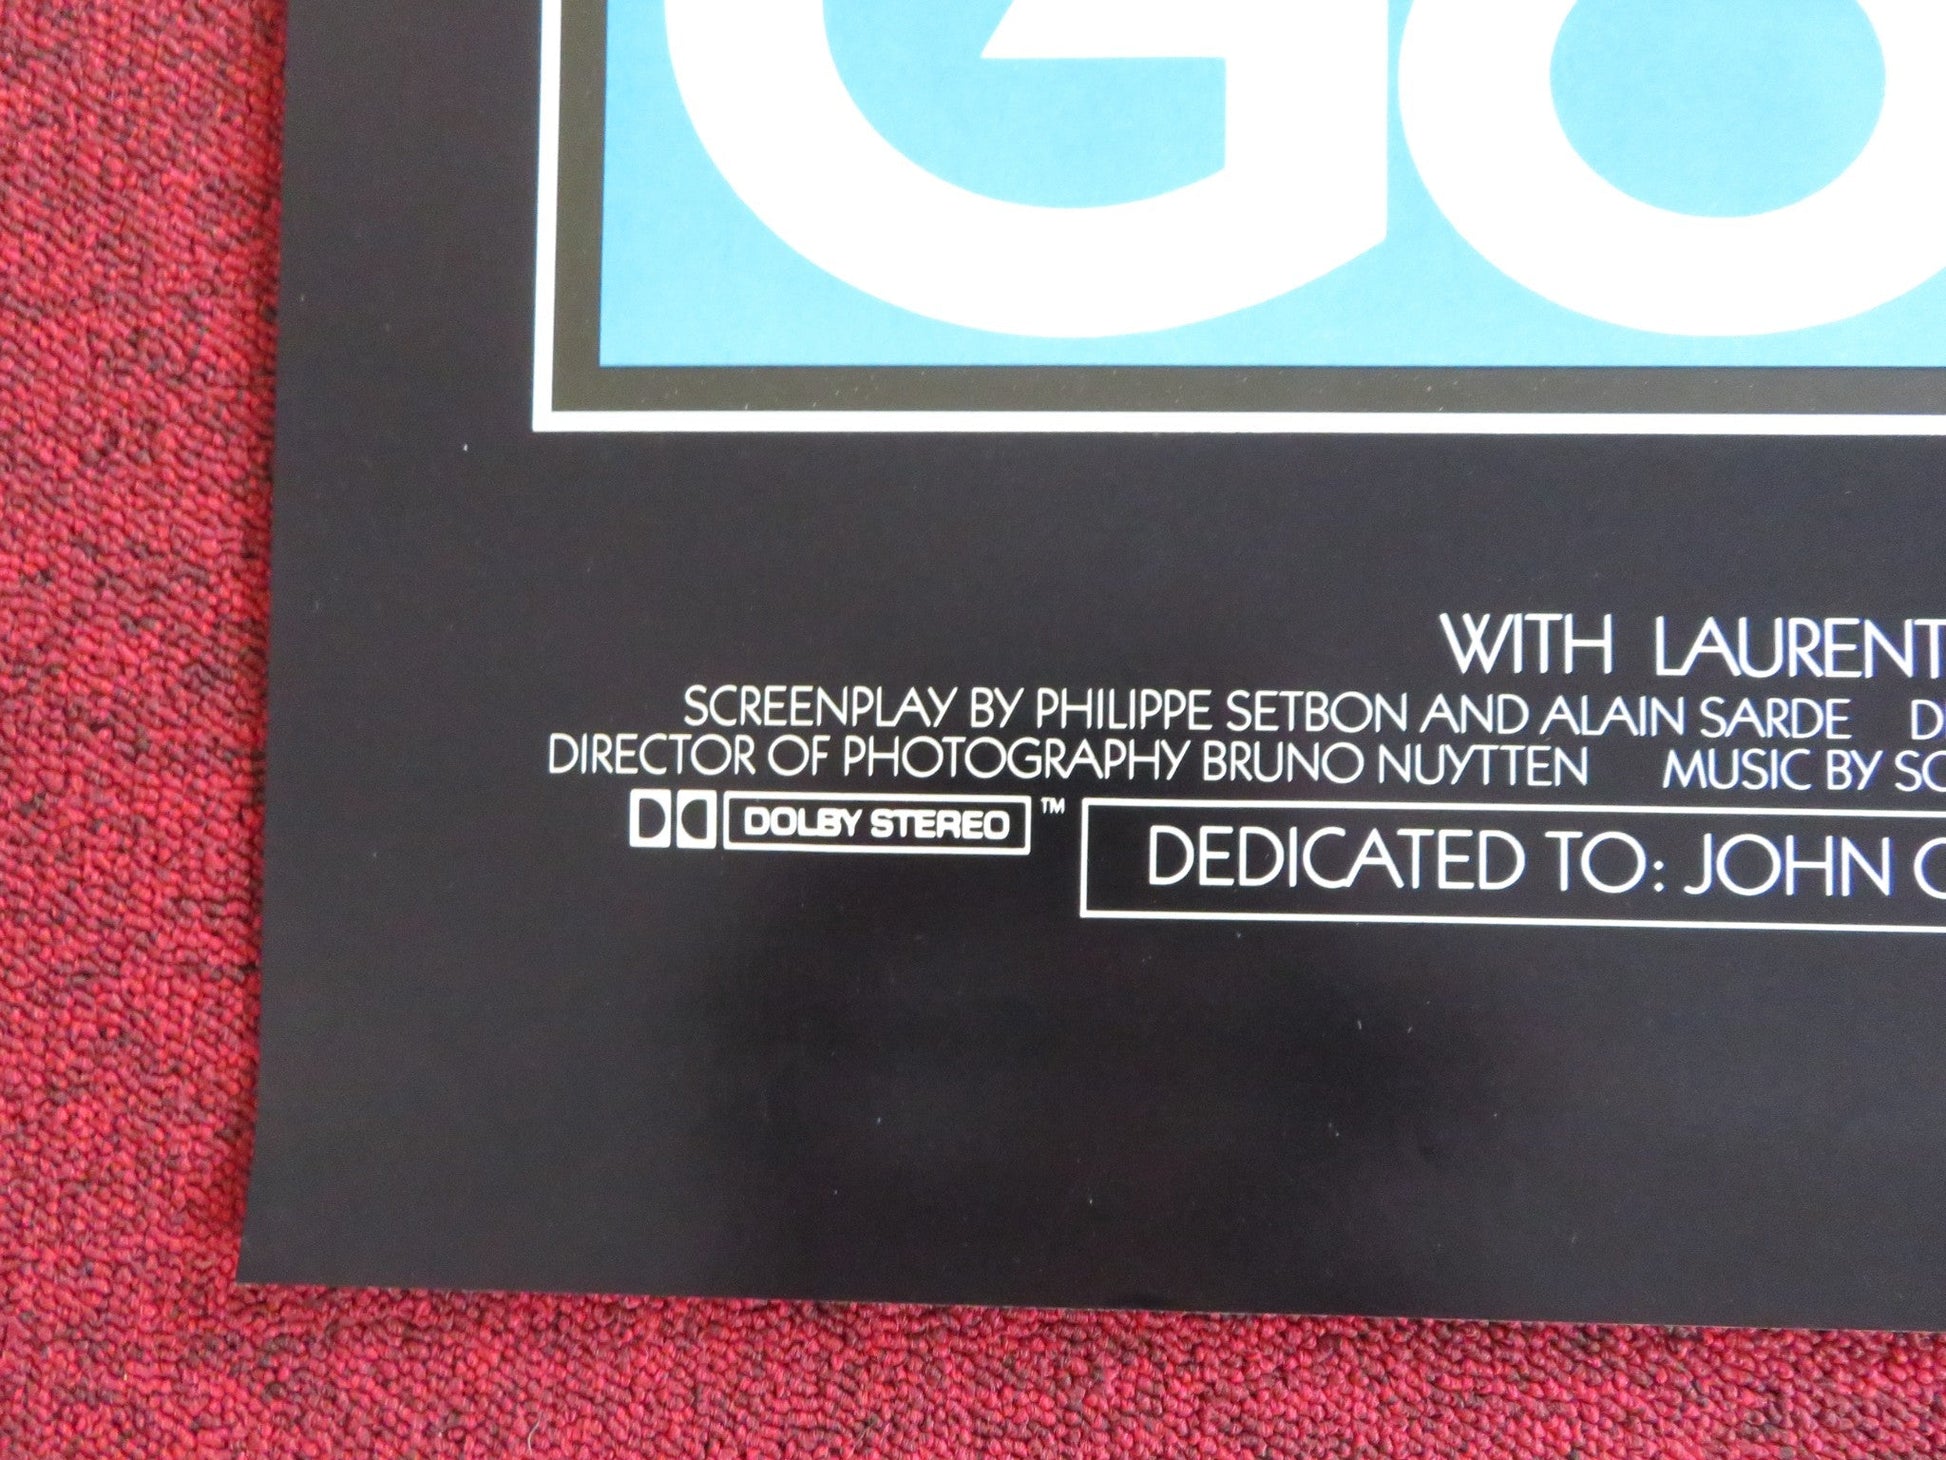 GO
WITH LAURENT
SCREENPLAY BY PHILIPPE SETBON AND ALAIN SARDE
DIRECTOR OF PHOTOGRAPHY BRUNO NUYTTEN MUSIC BY
DOLBY STEREO ™
DEDICATED TO: JOHN